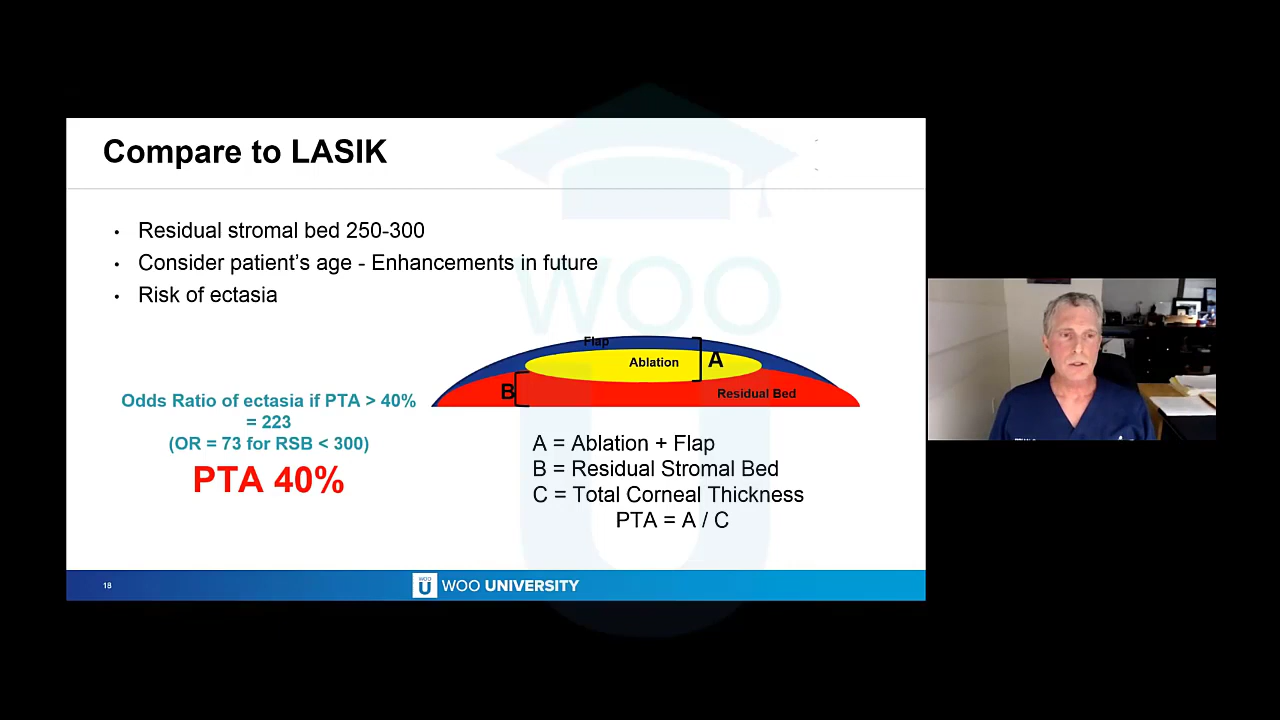 Compare to LASIK
• Residual stromal bed 250-300
• Consider patient's age - Enhancements in future
• Risk of ectasia
WOO
Flap
Ablation
A
B
Residual Bed
Odds Ratio of ectasia if PTA > 40%
= 223
(OR = 73 for RSB < 300)
PTA 40%
A = Ablation + Flap
B = Residual Stromal Bed
C = Total Corneal Thickness
PTA = A / C
18
WOO
U
WOO UNIVERSITY